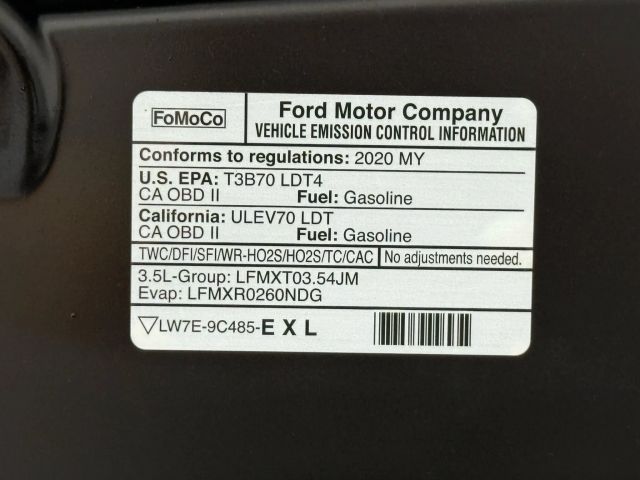 FoMoCo
Ford Motor Company
VEHICLE EMISSION CONTROL INFORMATION
Conforms to regulations: 2020 MY
U.S. EPA: T3B70 LDT4
CA OBD II Fuel: Gasoline
California: ULEV70 LDT
CA OBD II Fuel: Gasoline
TWC/DFI/SFI/WR-HO2S/HO2S/TC/CAC No adjustments needed.
3.5L-Group: LFMXT03.54JM
Evap: LFMXR0260NDG
▽LW7E-9C485-E X L